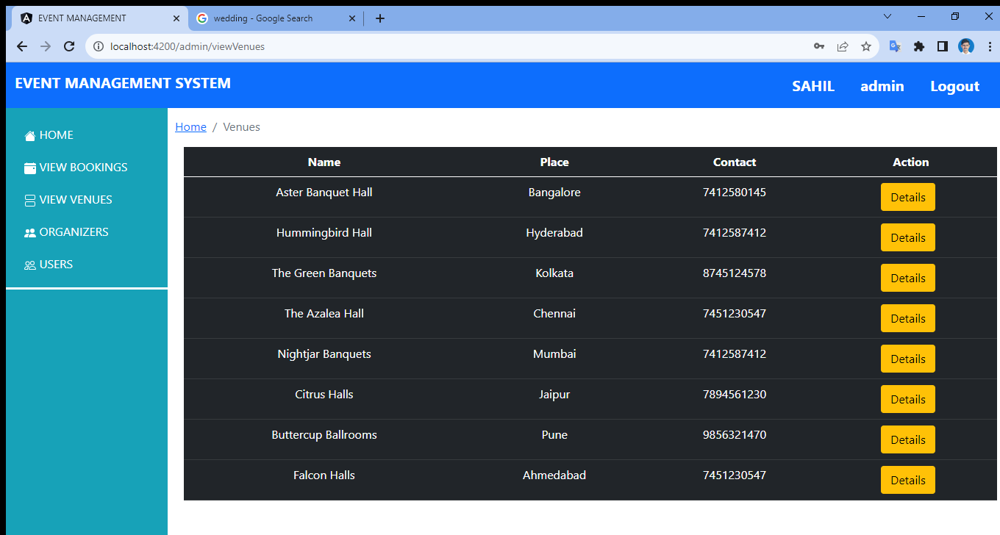 EVENT MANAGEMENT
wedding - Google Search
localhost:4200/admin/viewVenues
EVENT MANAGEMENT SYSTEM
SAHIL admin Logout
HOME
VIEW BOOKINGS
VIEW VENUES
ORGANIZERS
USERS
Home / Venues
Name Place Contact Action
Aster Banquet Hall Bangalore 7412580145 Details
Hummingbird Hall Hyderabad 7412587412 Details
The Green Banquets Kolkata 8745124578 Details
The Azalea Hall Chennai 7451230547 Details
Nightjar Banquets Mumbai 7412587412 Details
Citrus Halls Jaipur 7894561230 Details
Buttercup Ballrooms Pune 9856321470 Details
Falcon Halls Ahmedabad 7451230547 Details